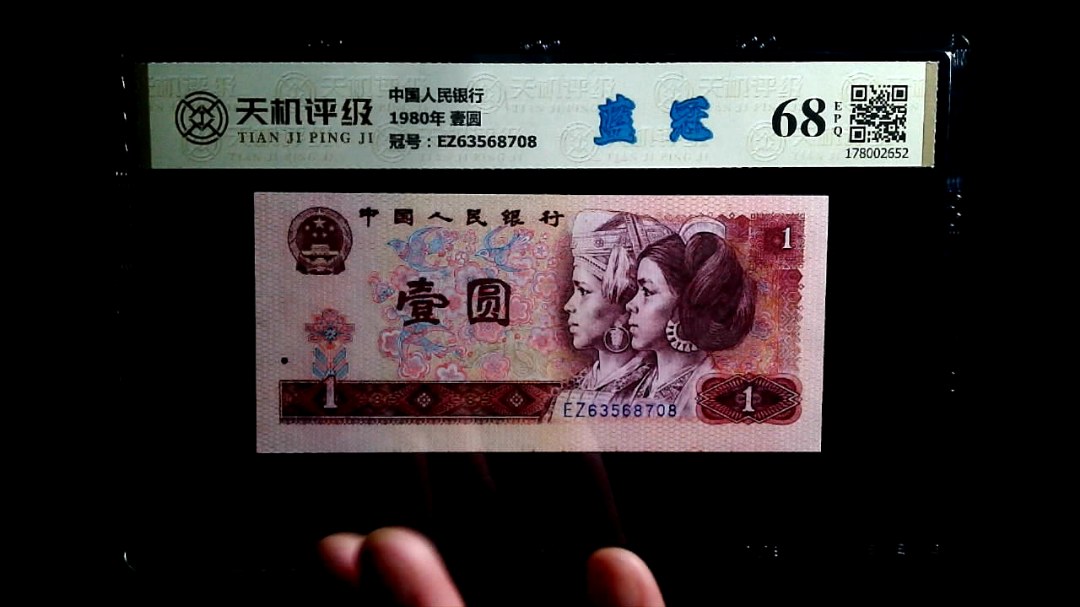 天机评级
TIAN JI PING JI
中国人民银行
1980年 壹圆
冠号：EZ63568708
蓝冠
68
EPQ
178002652
中国人民银行
1
壹圆
1
EZ63568708
1